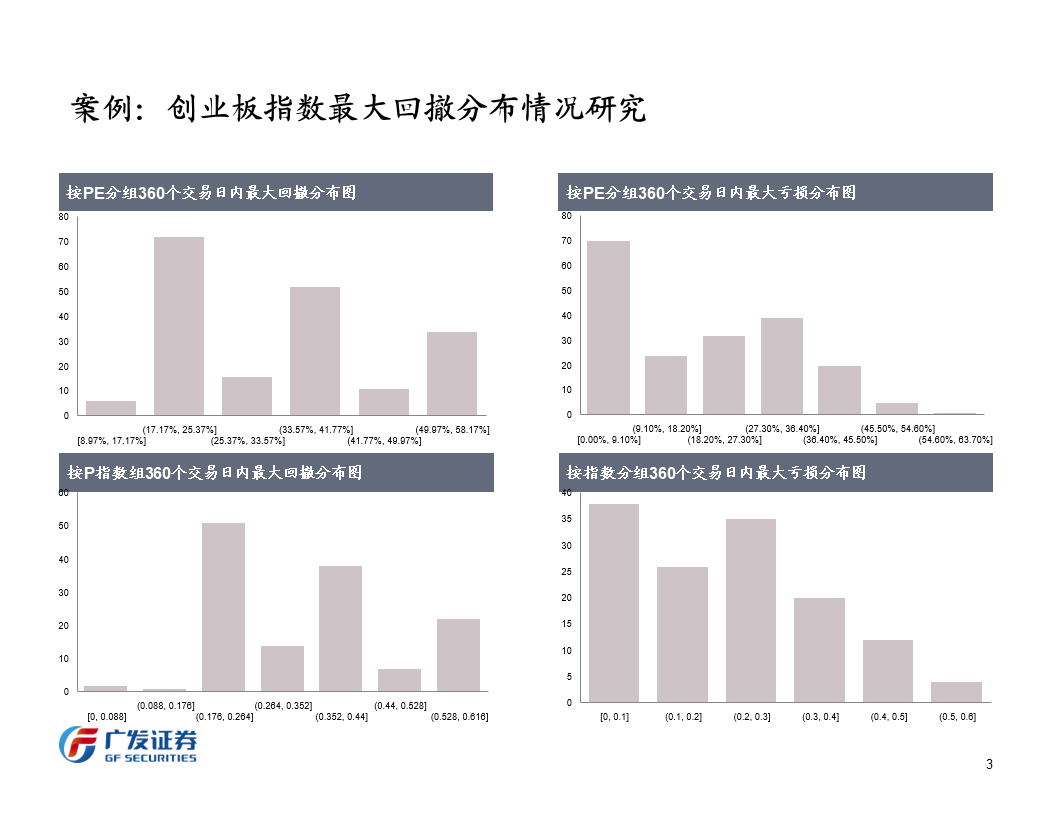 案例：创业板指数最大回撤分布情况研究
按PE分组360个交易日内最大回撤分布图
80
70
60
50
40
30
20
10
0
(17.17%, 25.37%] (33.57%, 41.77%] (49.97%, 58.17%]
[8.97%, 17.17%] (25.37%, 33.57%] (41.77%, 49.97%]
按PE分组360个交易日内最大亏损分布图
80
70
60
50
40
30
20
10
0
(9.10%, 18.20%] (27.30%, 36.40%] (45.50%, 54.60%]
[0.00%, 9.10%] (18.20%, 27.30%] (36.40%, 45.50%] (54.60%, 63.70%]
按P指数组360个交易日内最大回撤分布图
60
50
40
30
20
10
0
(0.088, 0.176] (0.264, 0.352] (0.44, 0.528]
[0, 0.088] (0.176, 0.264] (0.352, 0.44] (0.528, 0.616]
按指数分组360个交易日内最大亏损分布图
40
35
30
25
20
15
10
5
0
[0, 0.1] (0.1, 0.2] (0.2, 0.3] (0.3, 0.4] (0.4, 0.5] (0.5, 0.6]
广发证券
GF SECURITIES
3